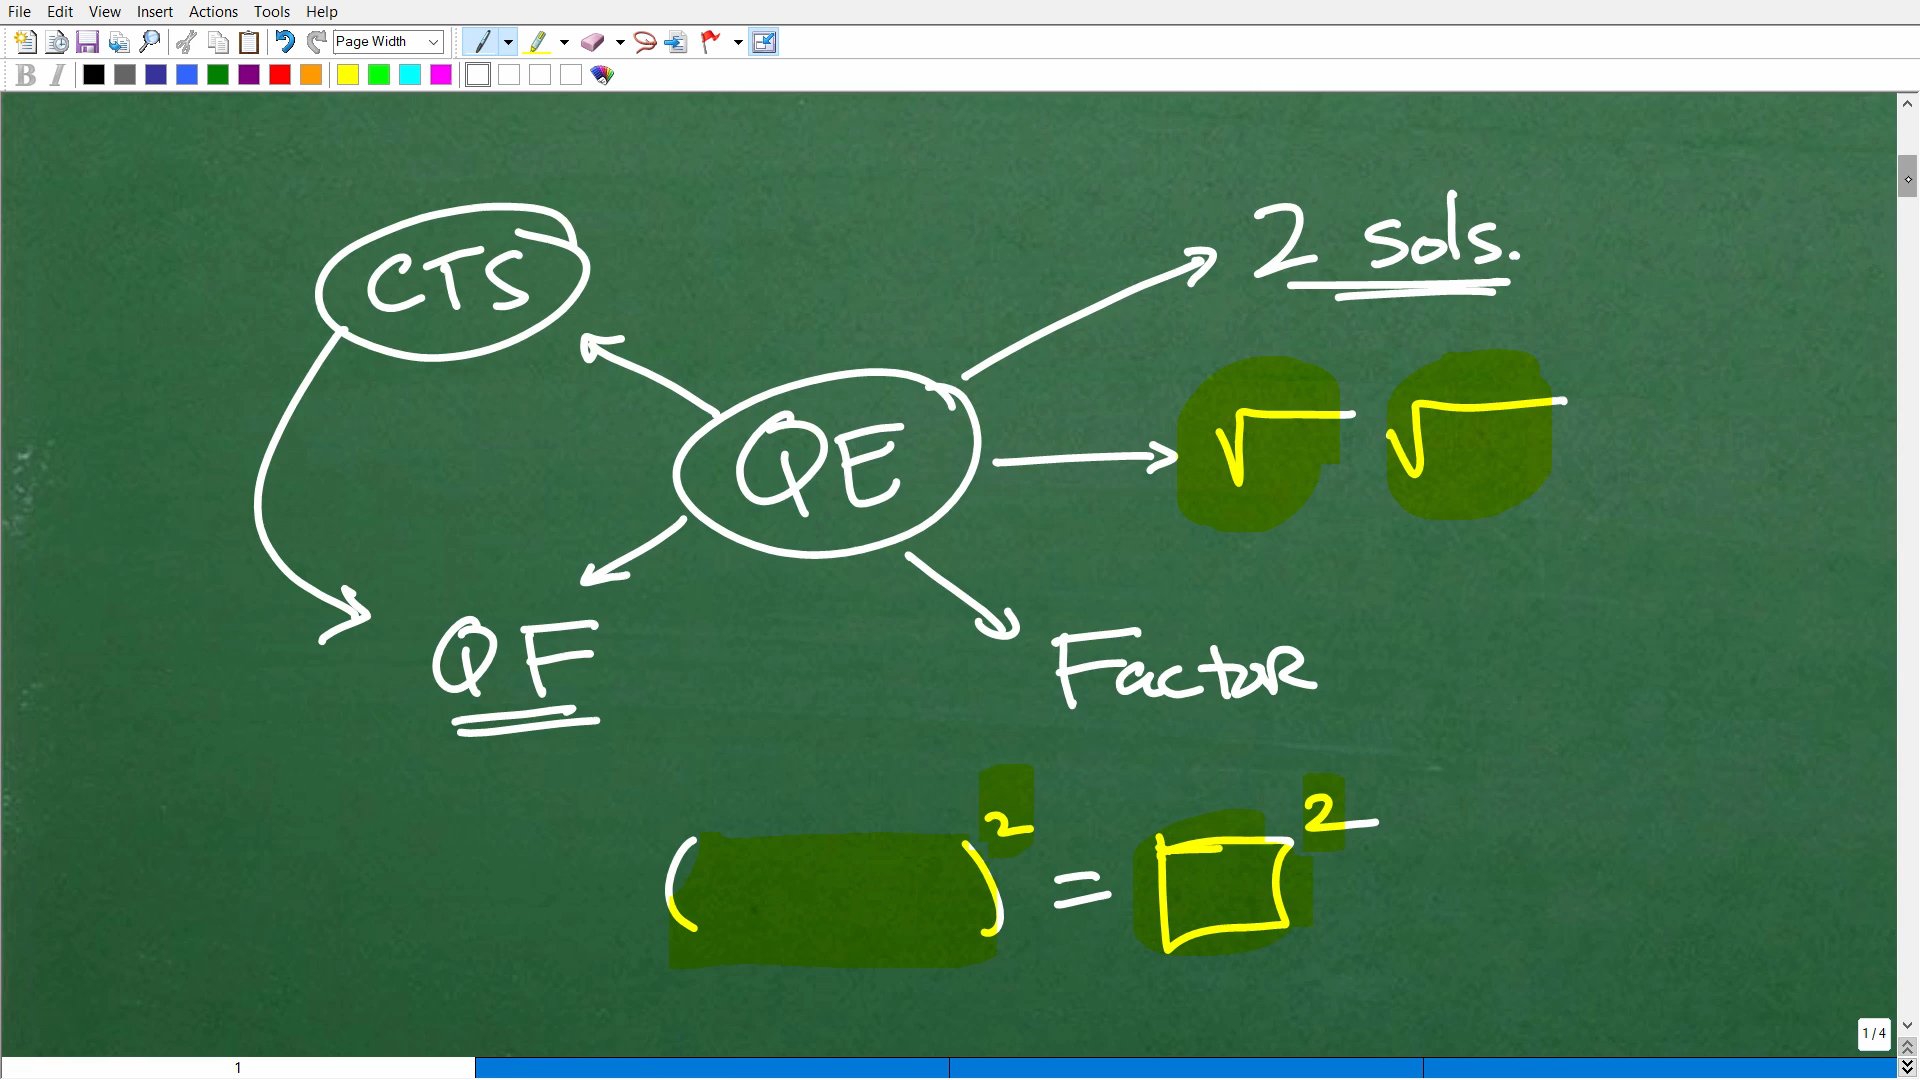 File Edit View Insert Actions Tools Help
Page Width
B I
2 sols.
CTS
QE
√ √
QF
Factor
( )² = □²
1 / 4
1